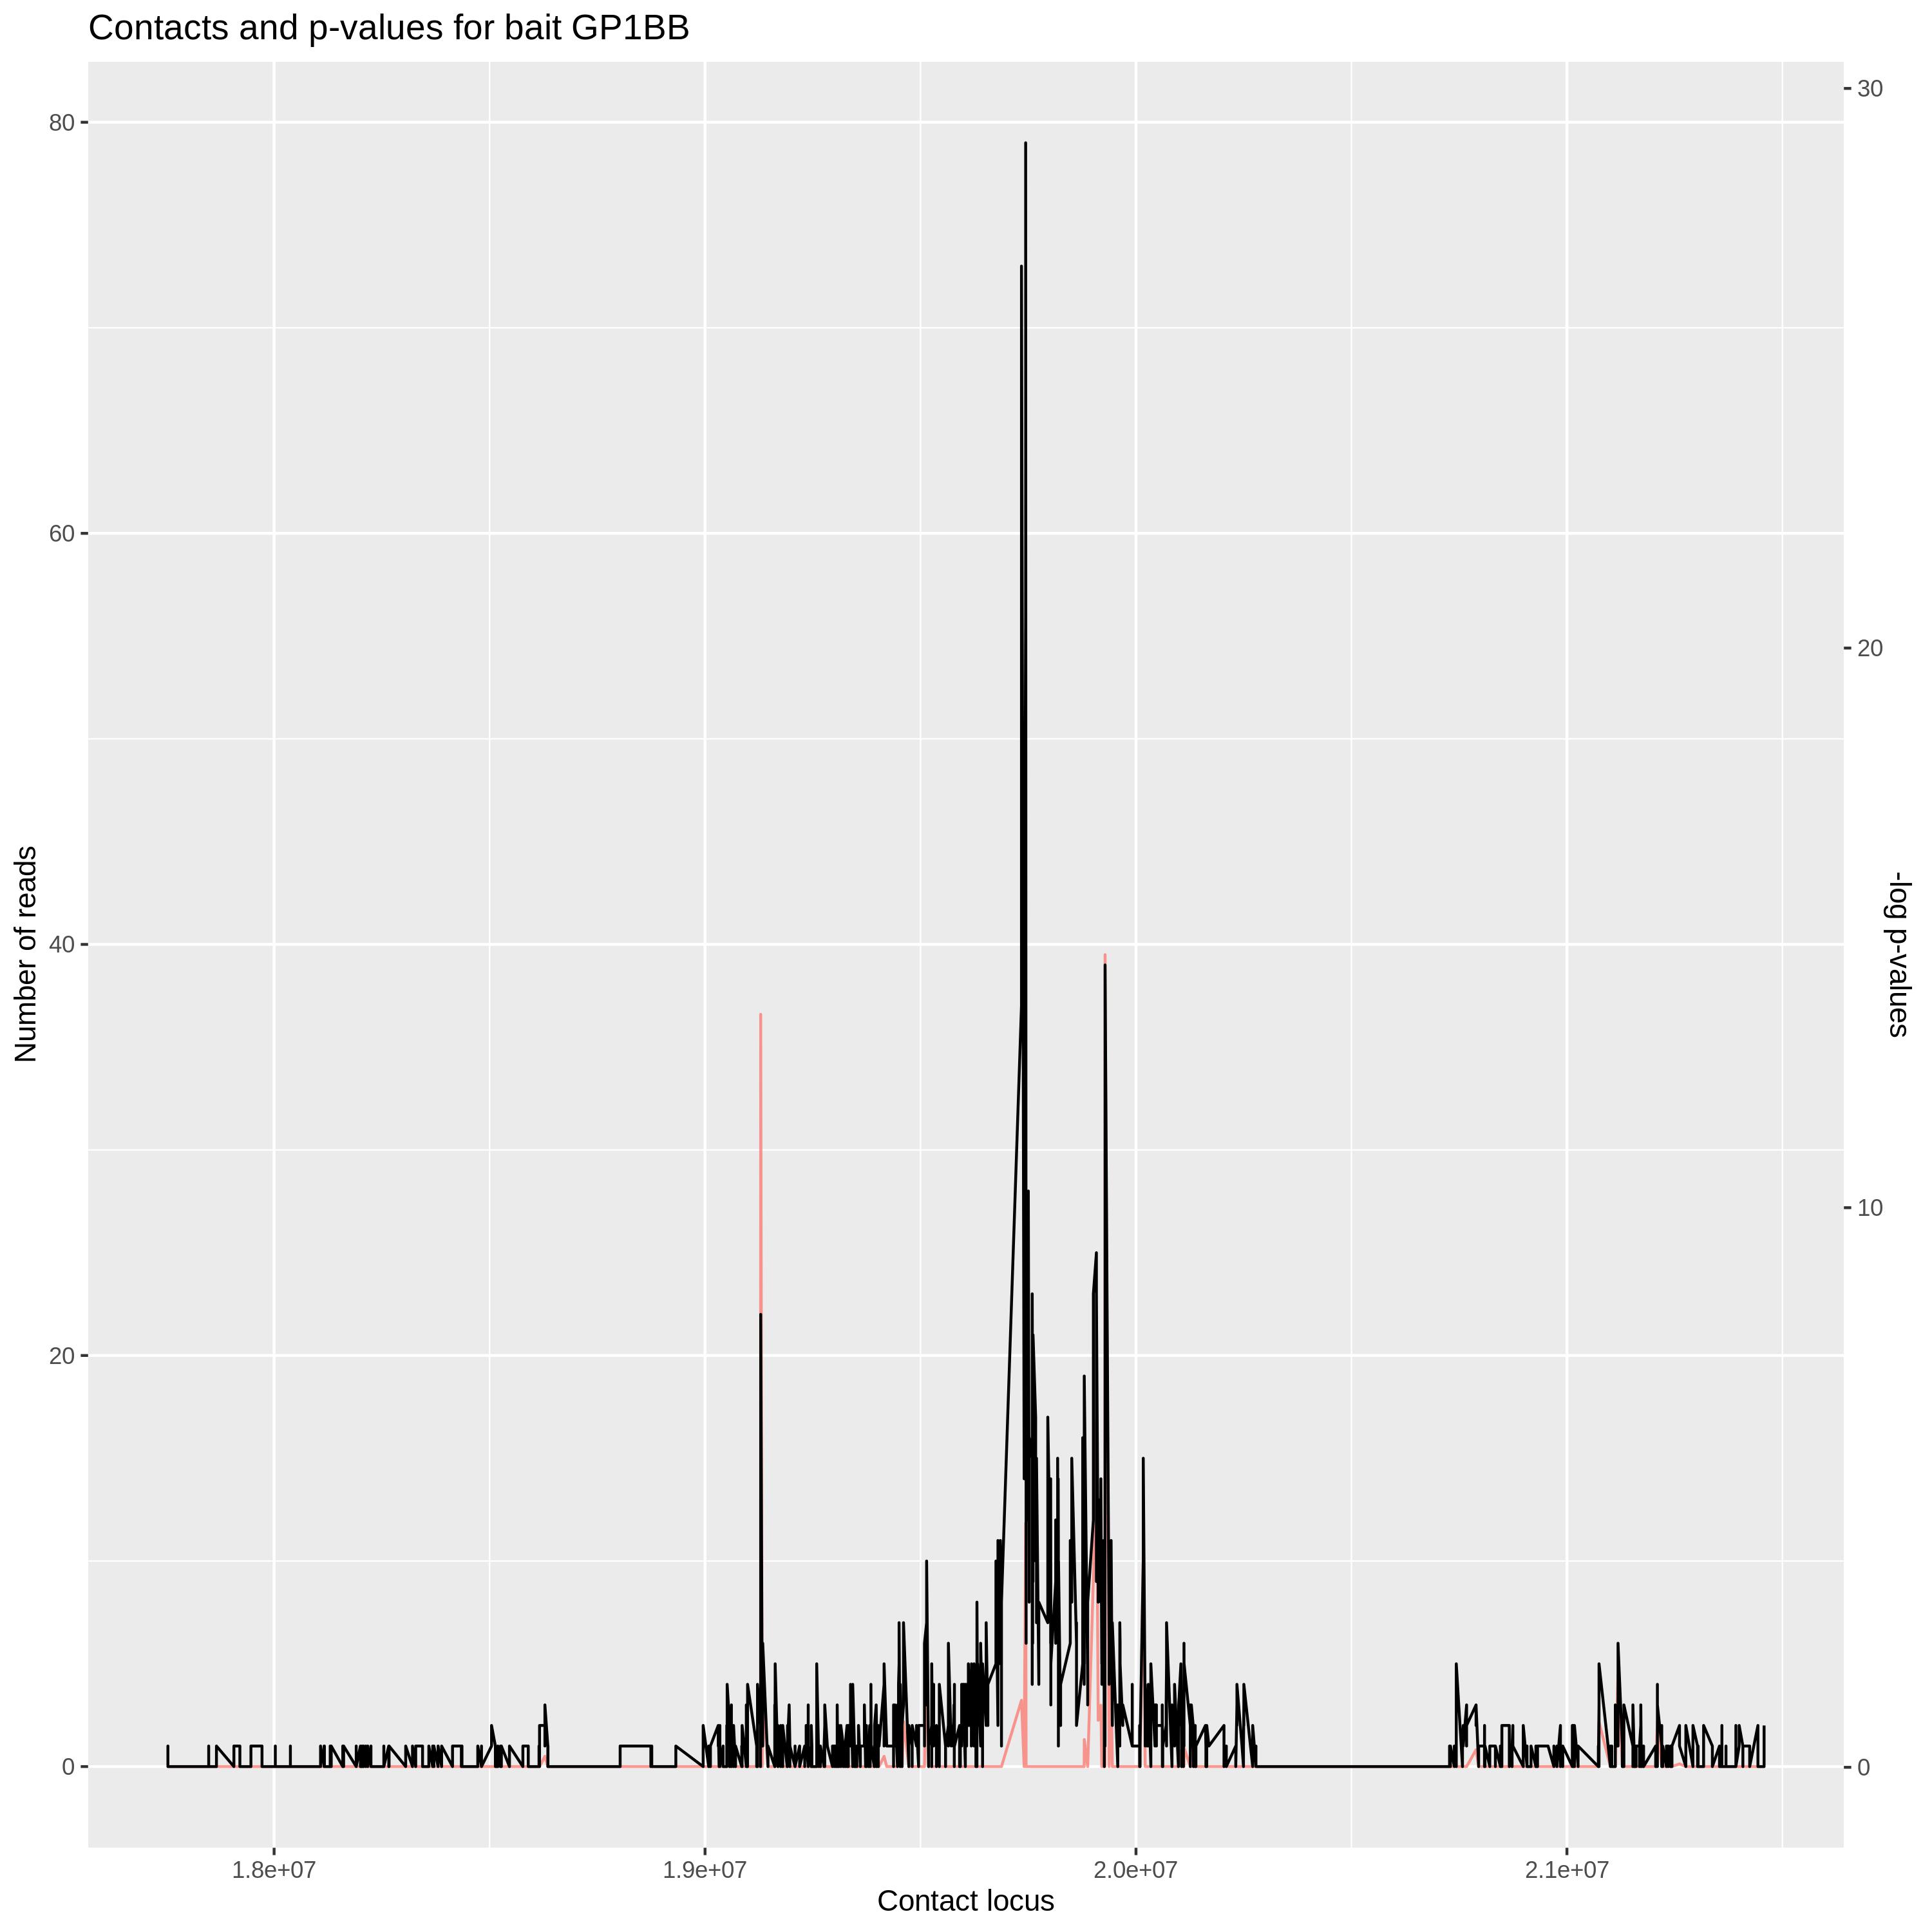 Contacts and p-values for bait GP1BB
80
60
40
20
0
30
20
10
0
Number of reads
-log p-values
1.8e+07
1.9e+07
2.0e+07
2.1e+07
Contact locus